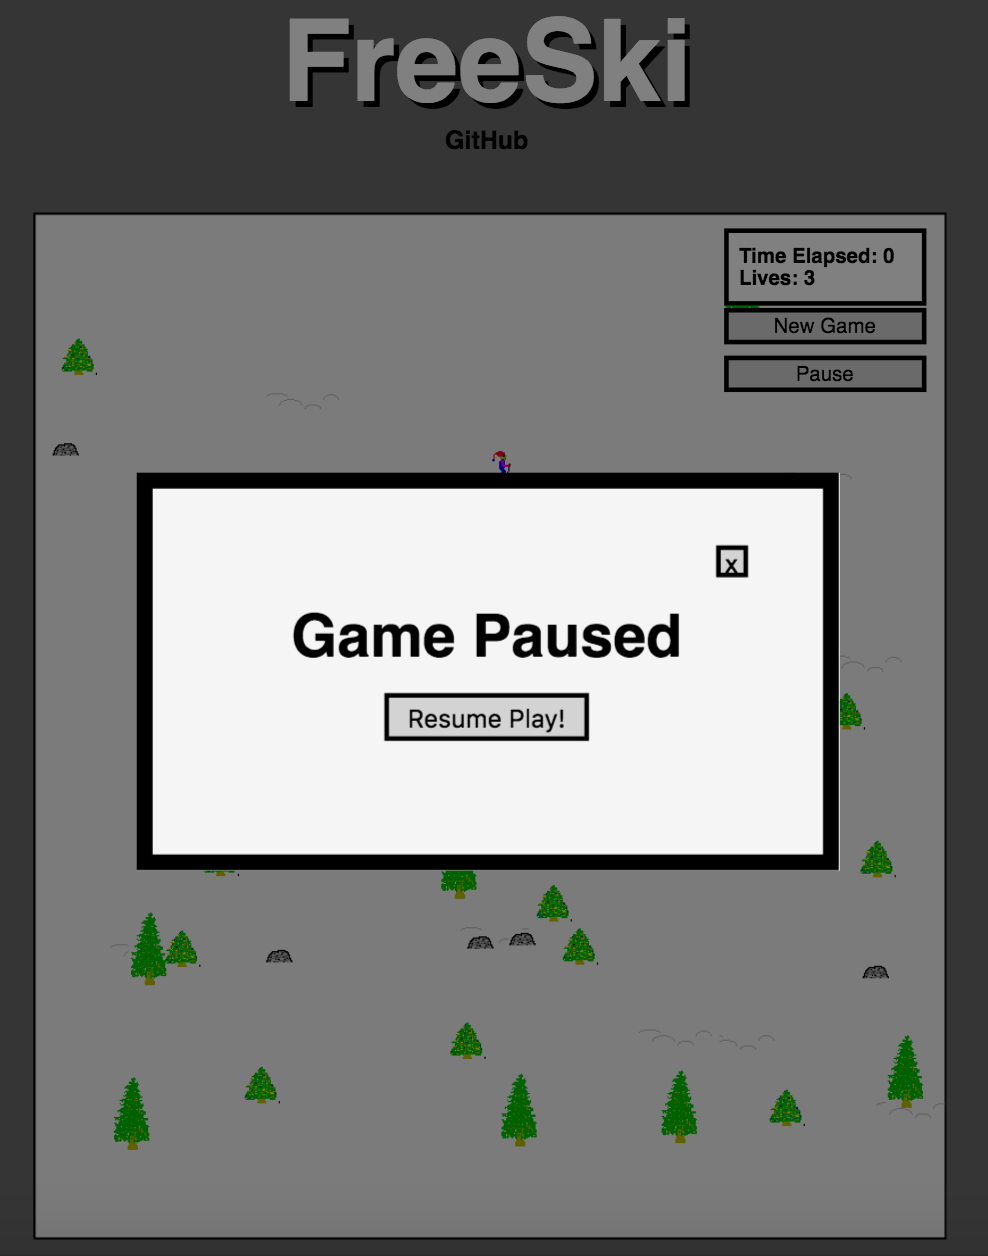 FreeSki
GitHub
Time Elapsed: 0
Lives: 3
New Game
Pause
x
Game Paused
Resume Play!